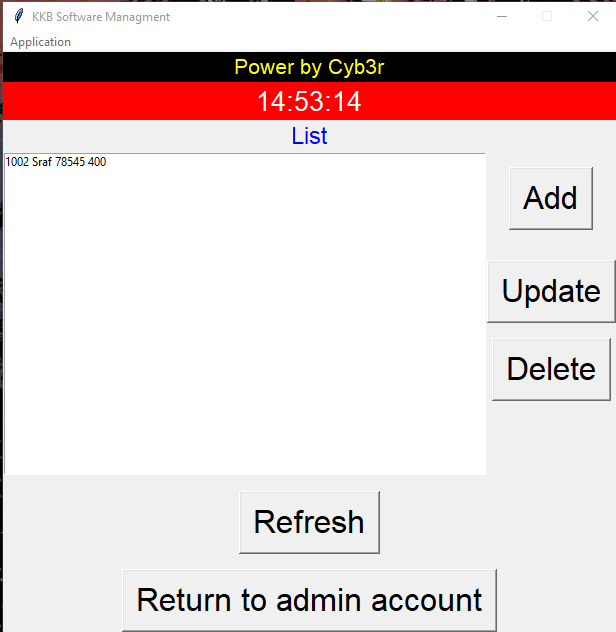 KKB Software Managment
Application
Power by Cyb3r
14:53:14
List
1002 Sraf 78545 400
Add
Update
Delete
Refresh
Return to admin account